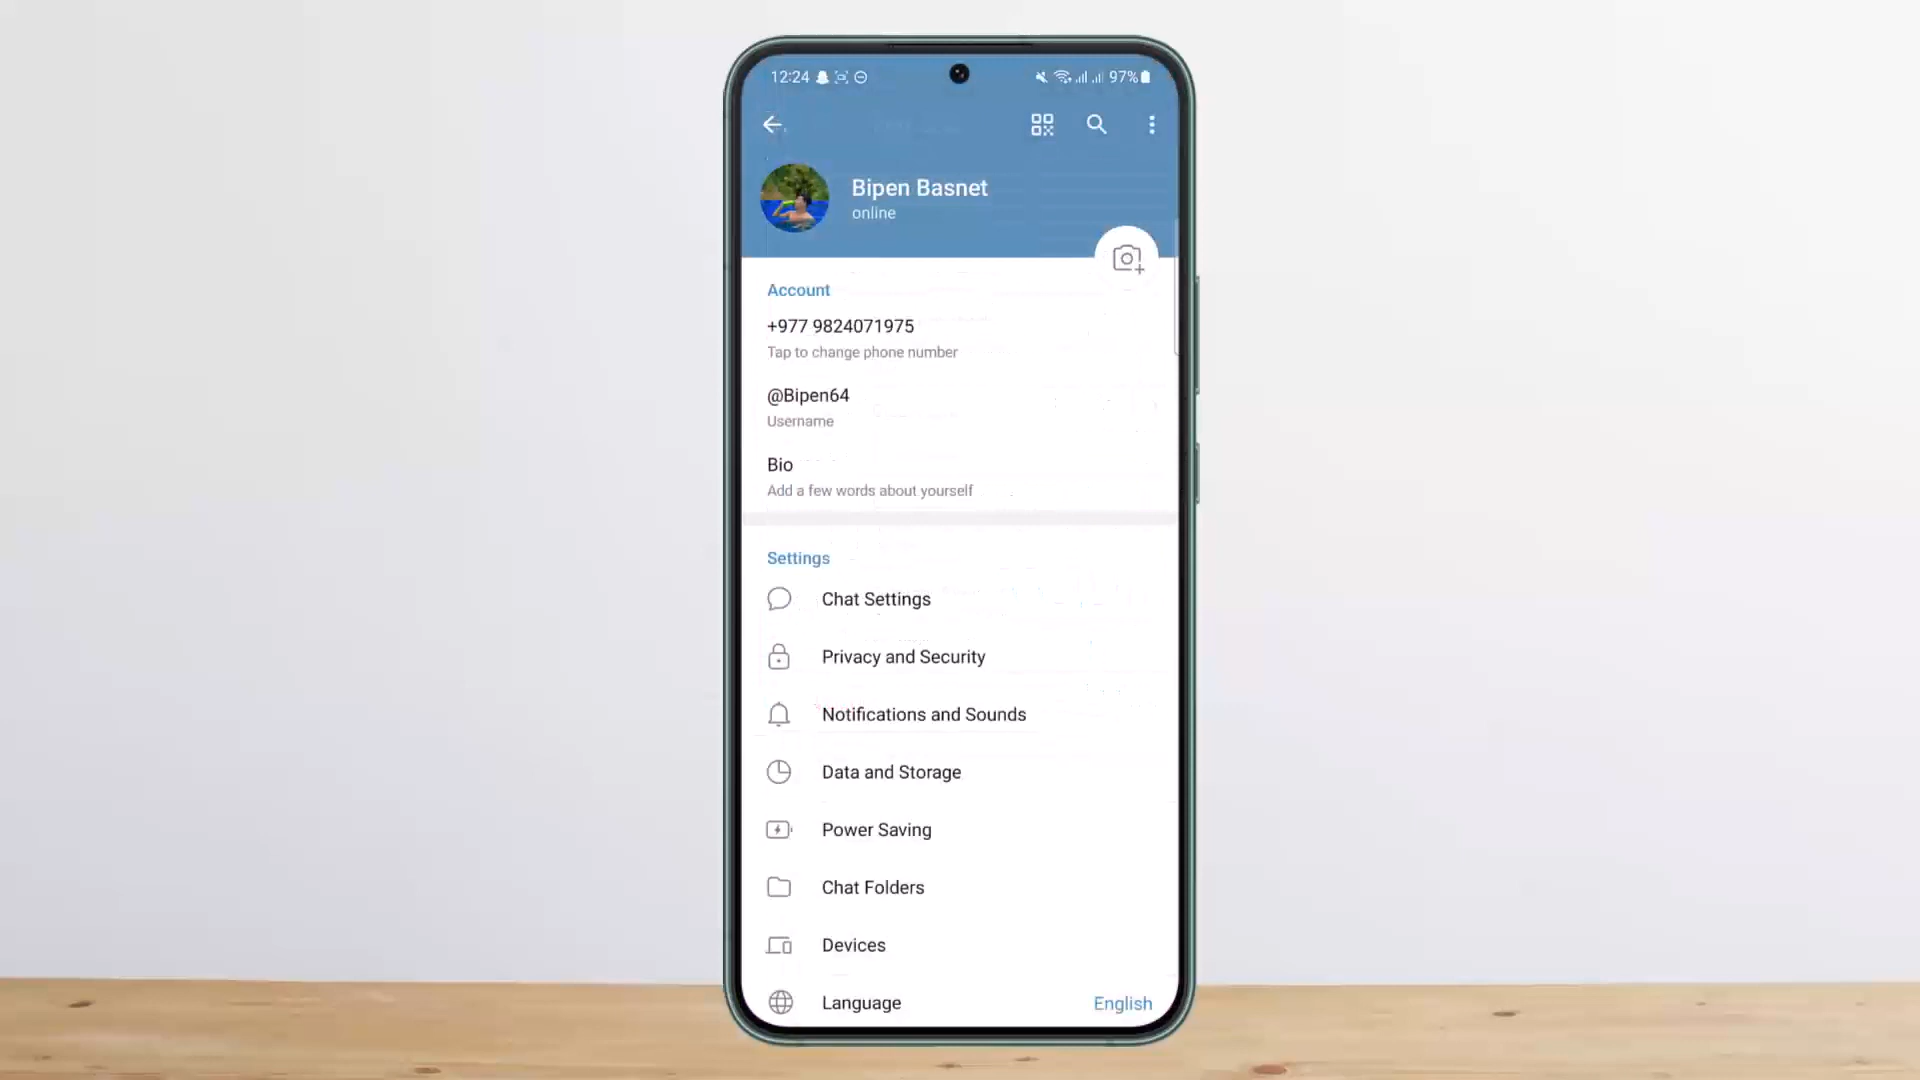 12:24 97%
Bipen Basnet
online
Account
+977 9824071975
Tap to change phone number
@Bipen64
Username
Bio
Add a few words about yourself
Settings
Chat Settings
Privacy and Security
Notifications and Sounds
Data and Storage
Power Saving
Chat Folders
Devices
Language English